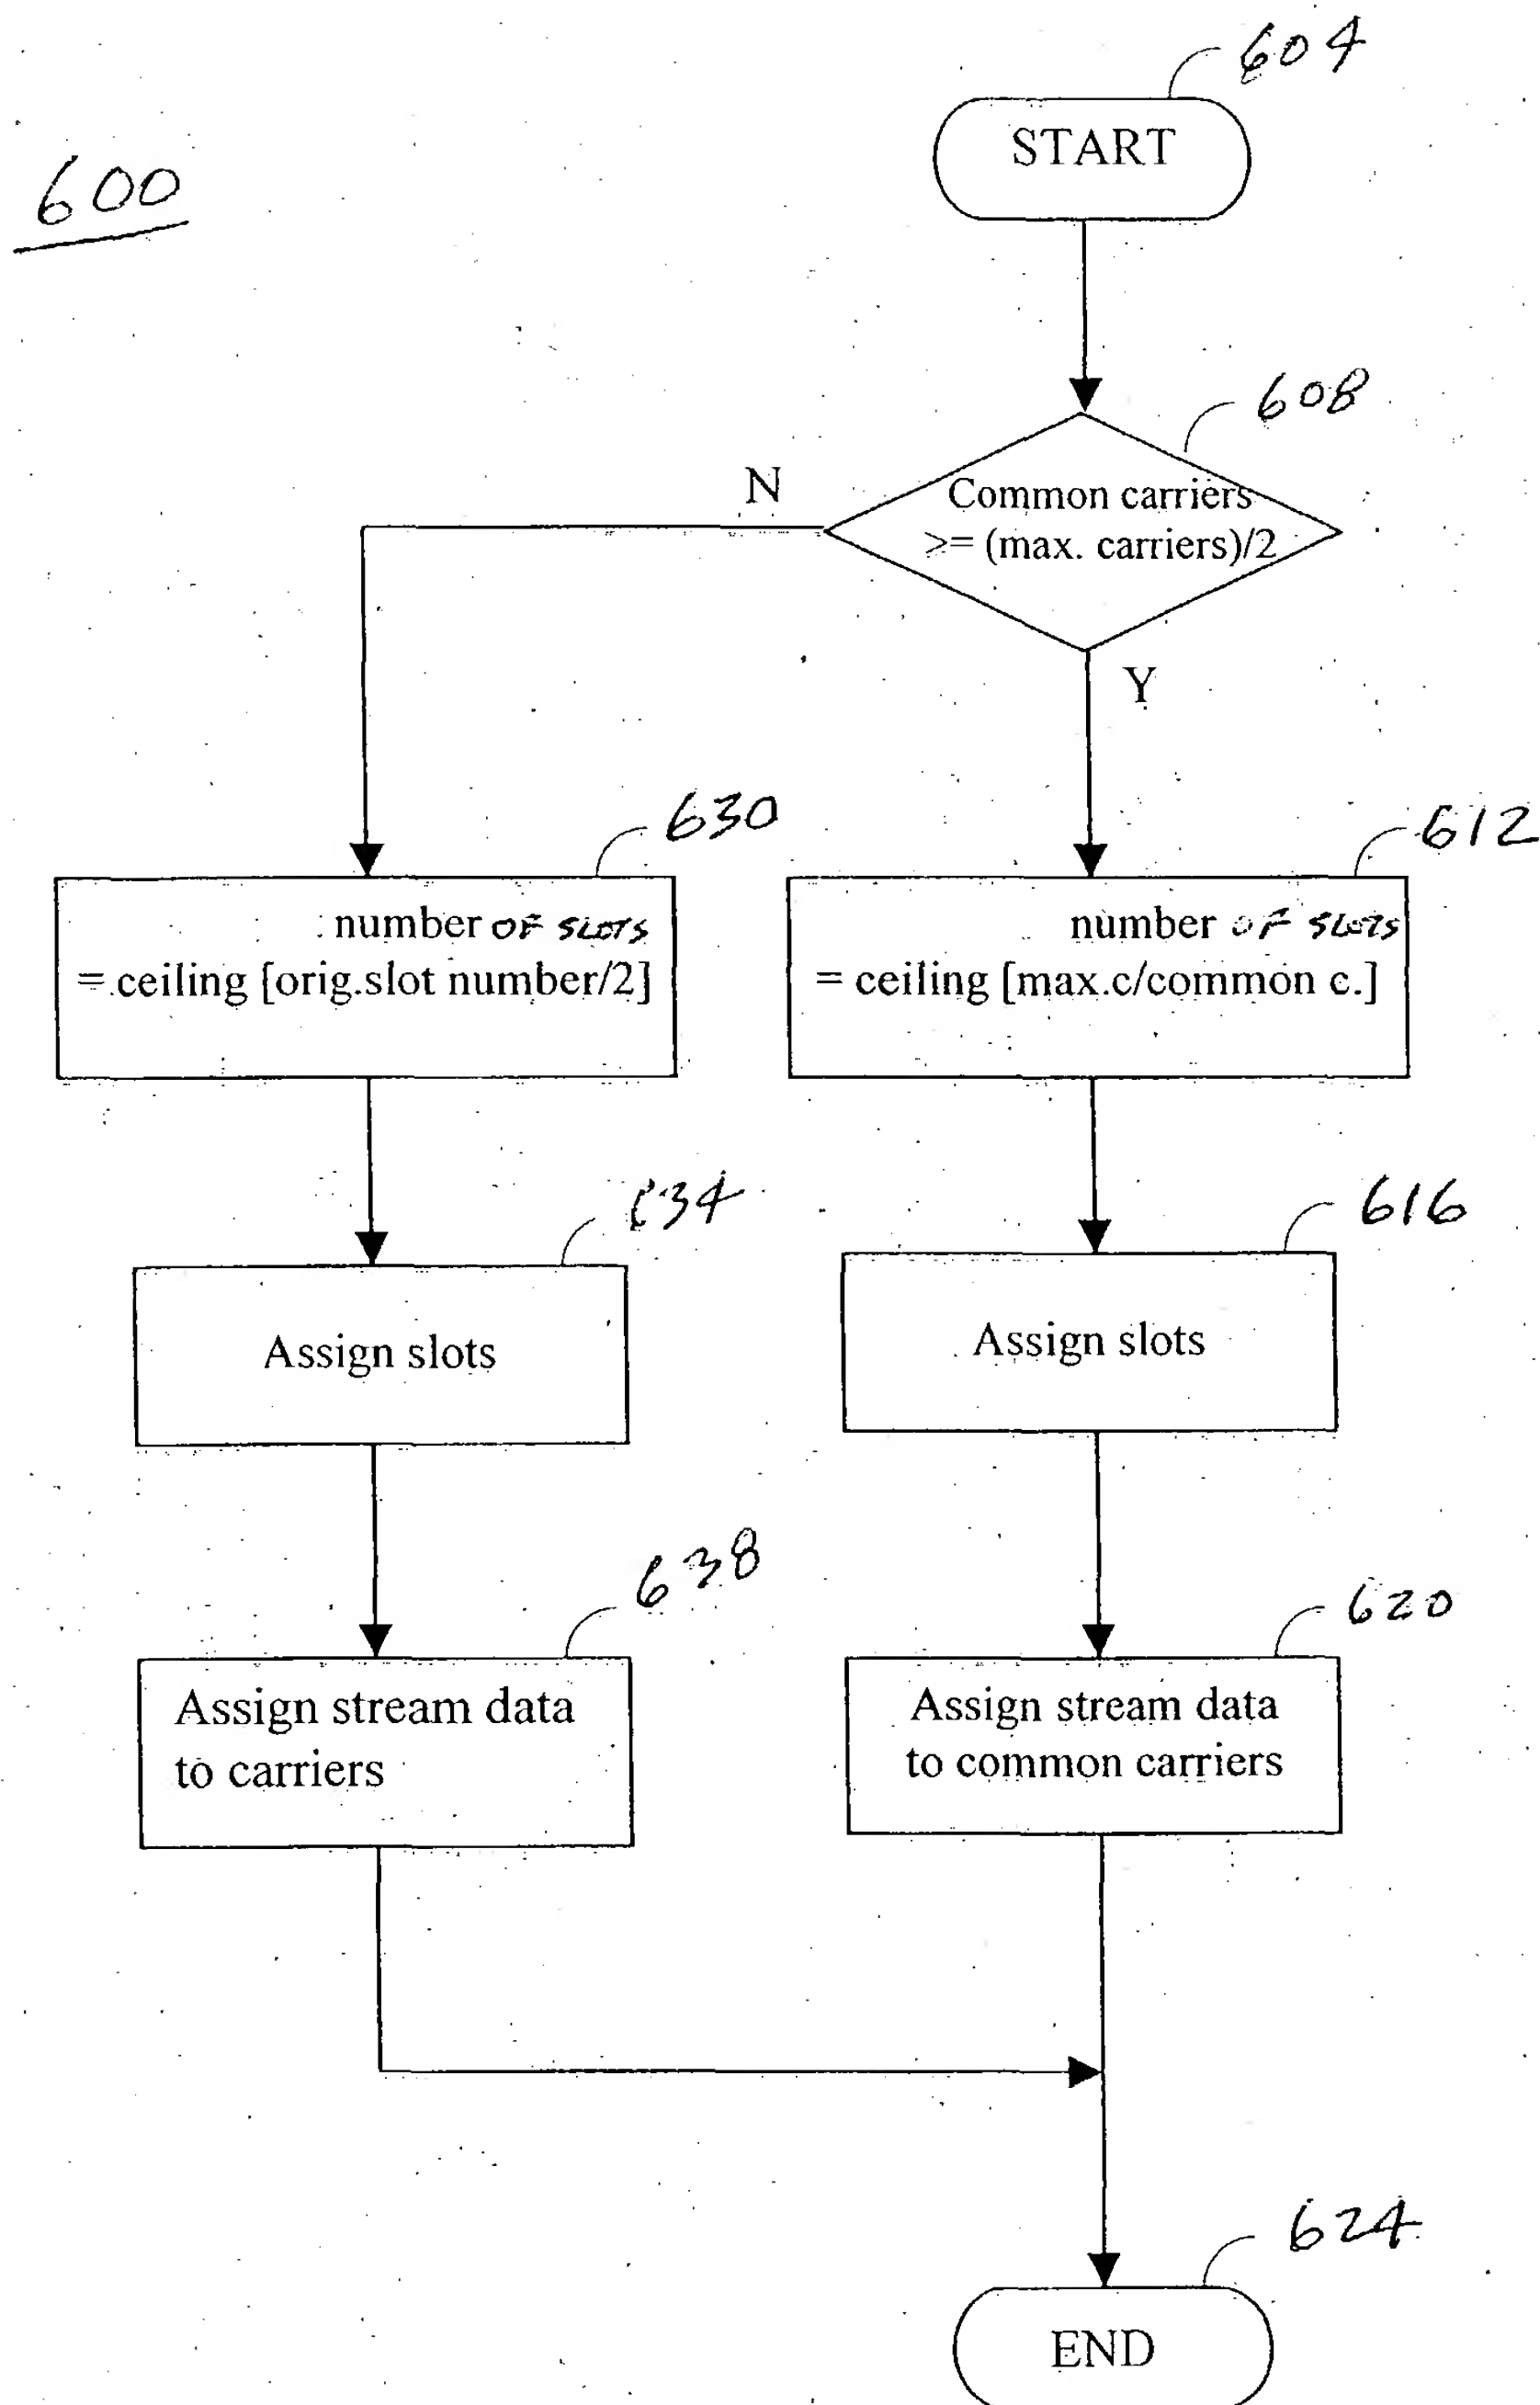 604
START
600
608
N
Common carriers
>= (max. carriers)/2
Y
630
612
number OF SLOTS
= ceiling [orig.slot number/2]
number OF SLOTS
= ceiling [max.c/common c.]
634
616
Assign slots
Assign slots
638
620
Assign stream data
to carriers
Assign stream data
to common carriers
624
END